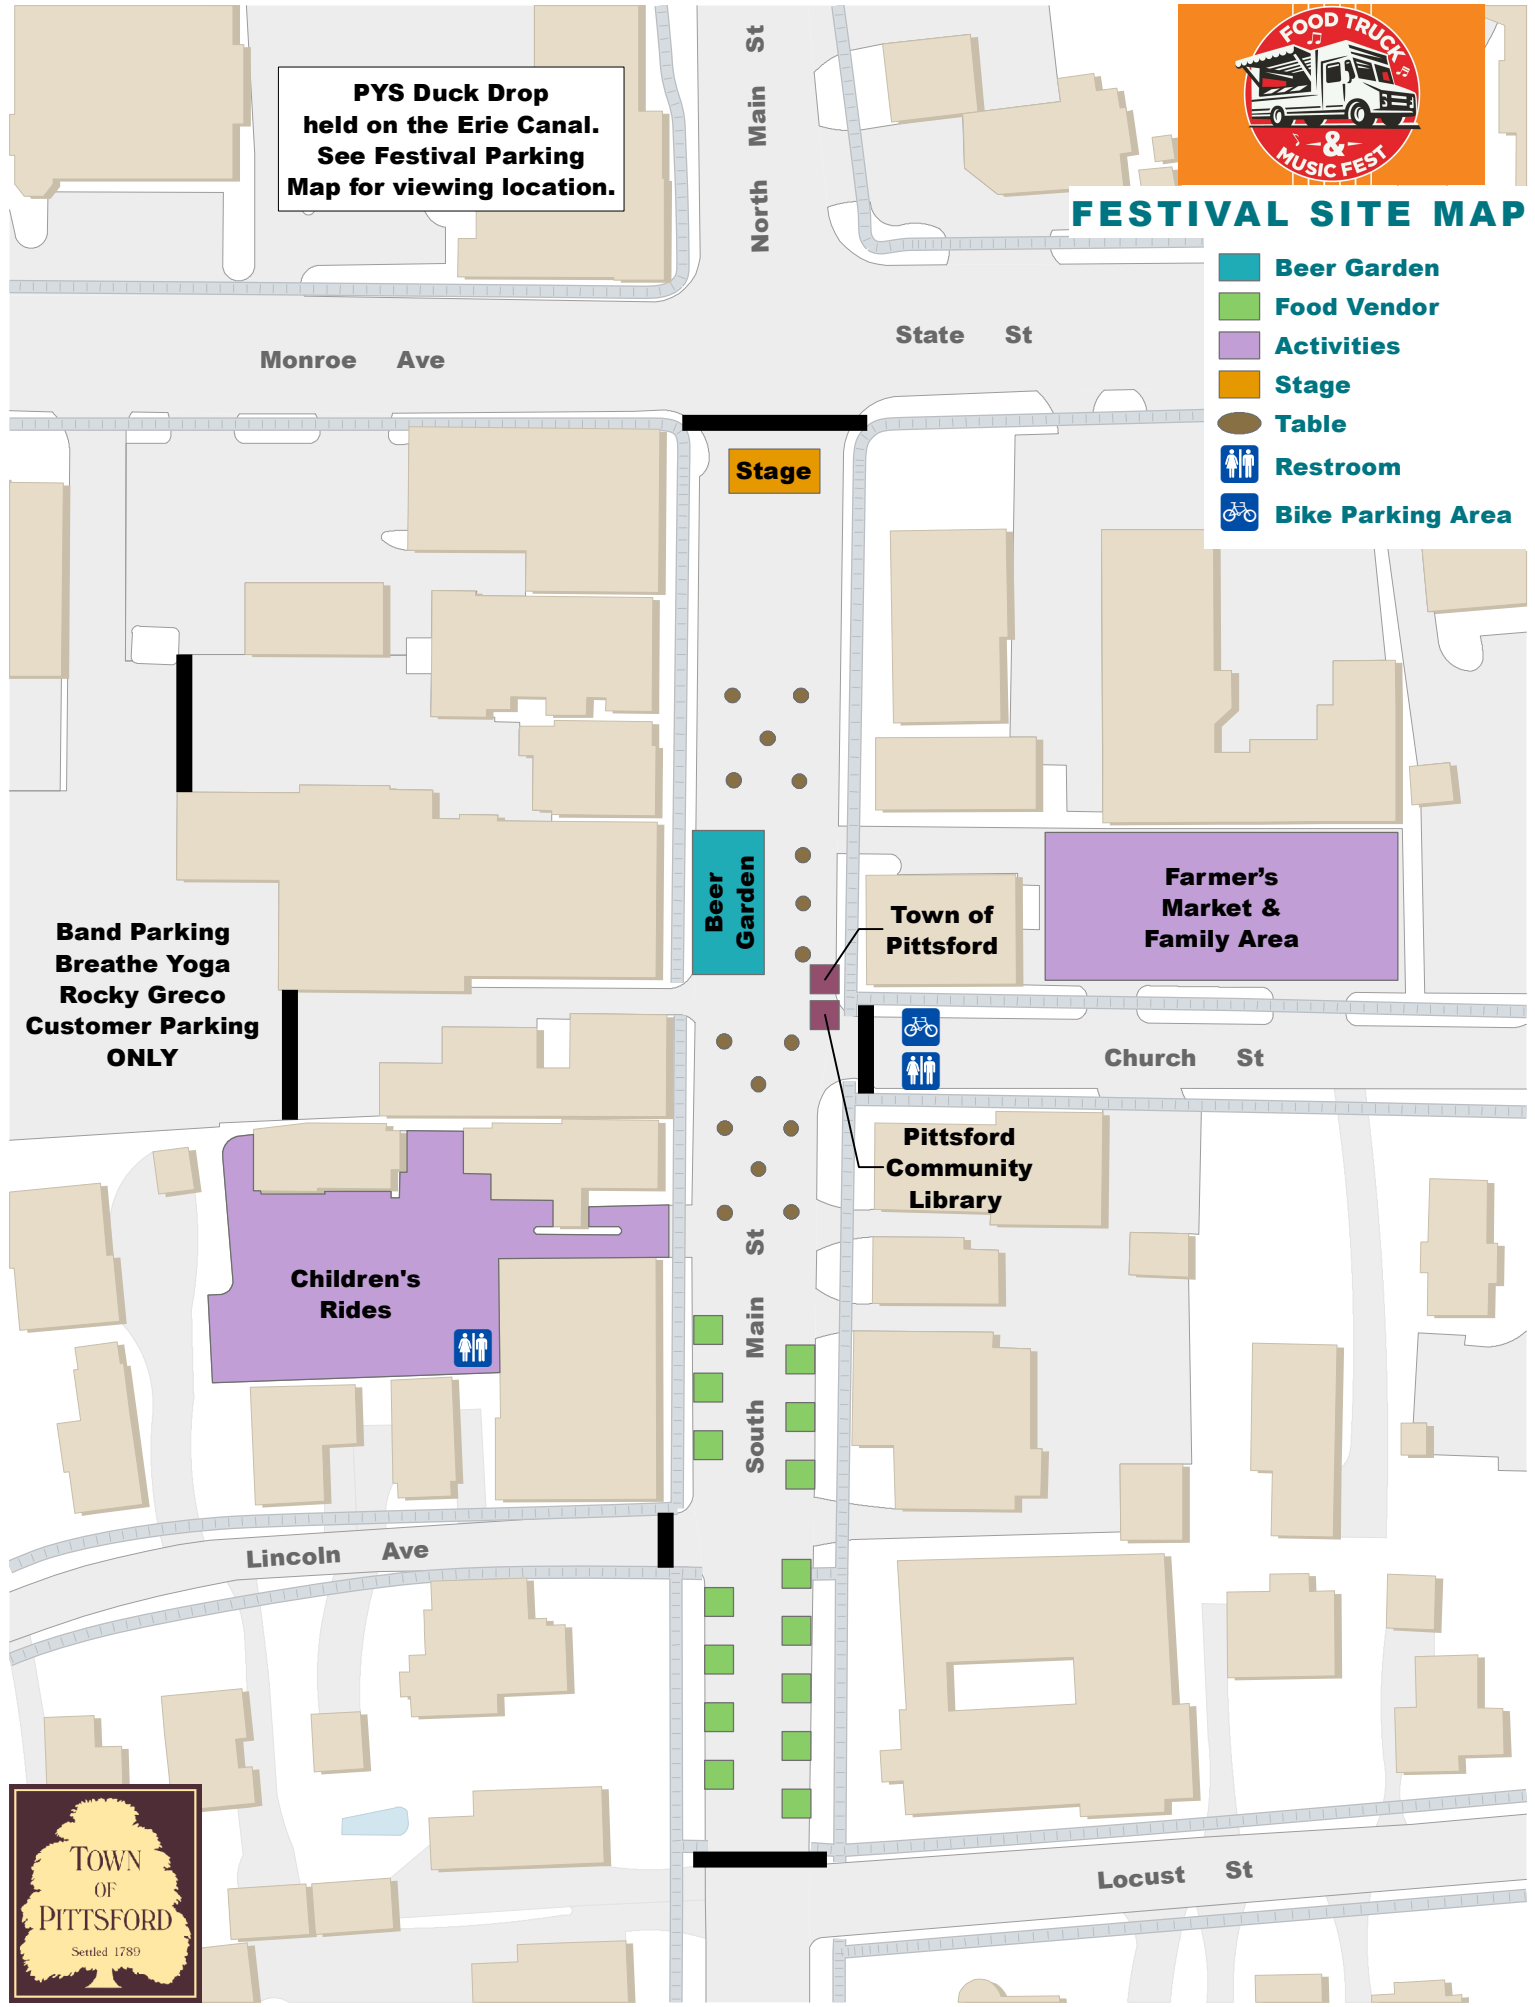 FOOD TRUCK
&
MUSIC FEST
FESTIVAL SITE MAP
Beer Garden
Food Vendor
Activities
Stage
Table
Restroom
Bike Parking Area
PYS Duck Drop
held on the Erie Canal.
See Festival Parking
Map for viewing location.
North Main St
Monroe Ave
State St
Stage
Beer
Garden
Town of
Pittsford
Farmer’s
Market &
Family Area
Band Parking
Breathe Yoga
Rocky Greco
Customer Parking
ONLY
Church St
Pittsford
Community
Library
Children's
Rides
South Main St
Lincoln Ave
Locust St
TOWN
OF
PITTSFORD
Settled 1789